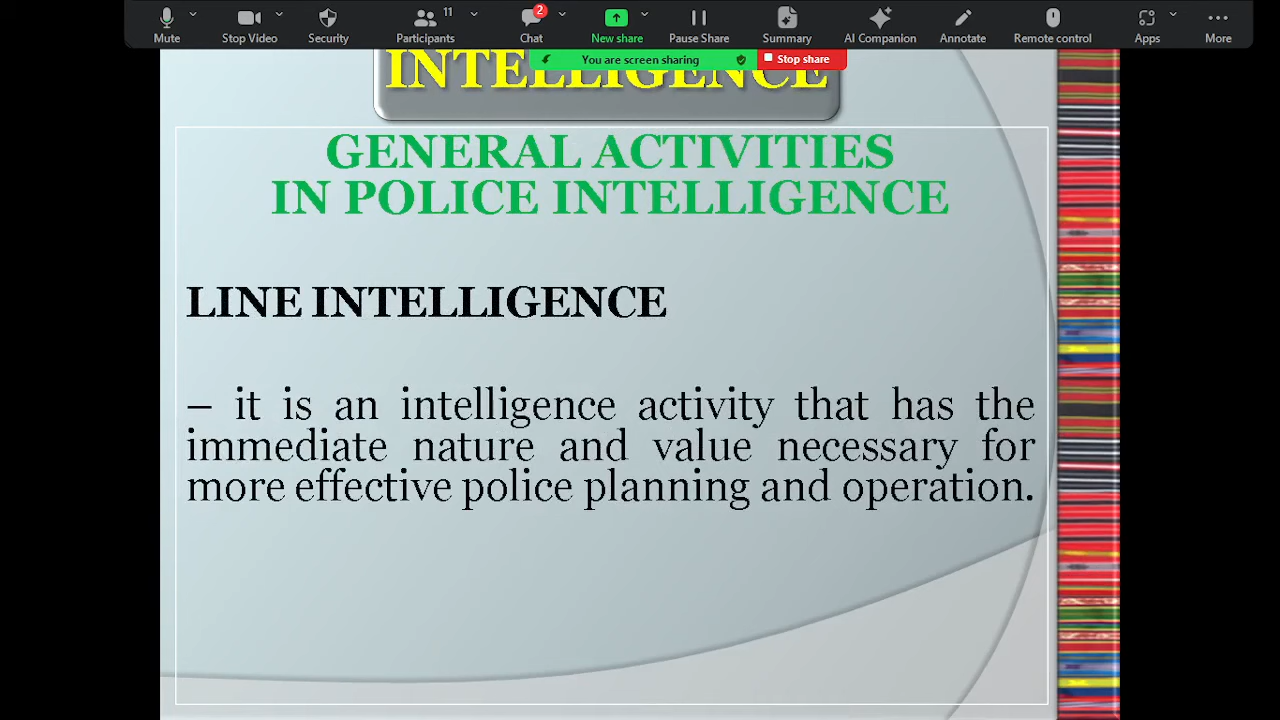 Mute
Stop Video
Security
Participants 11
Chat 2
New share
Pause Share
Summary
AI Companion
Annotate
Remote control
Apps
More
You are screen sharing
Stop share
INTELLIGENCE
GENERAL ACTIVITIES
IN POLICE INTELLIGENCE
LINE INTELLIGENCE
– it is an intelligence activity that has the
immediate nature and value necessary for
more effective police planning and operation.